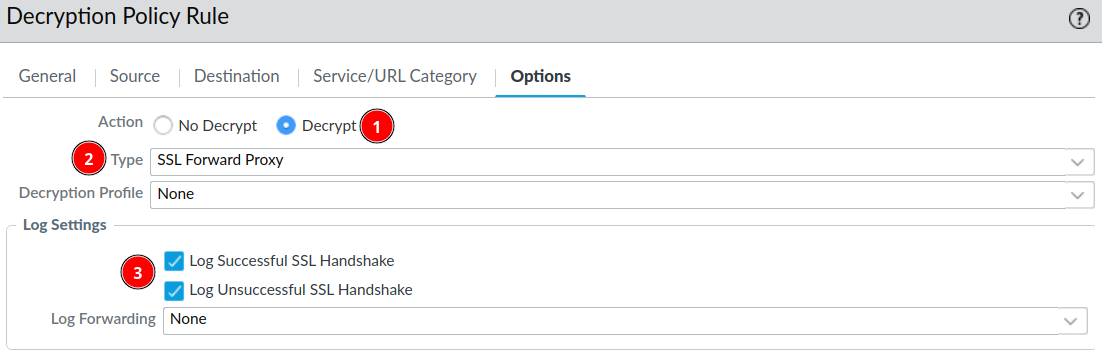 Decryption Policy Rule ?
General Source Destination Service/URL Category Options
Action No Decrypt Decrypt 1
2 Type SSL Forward Proxy
Decryption Profile None
Log Settings
Log Successful SSL Handshake
3
Log Unsuccessful SSL Handshake
Log Forwarding None